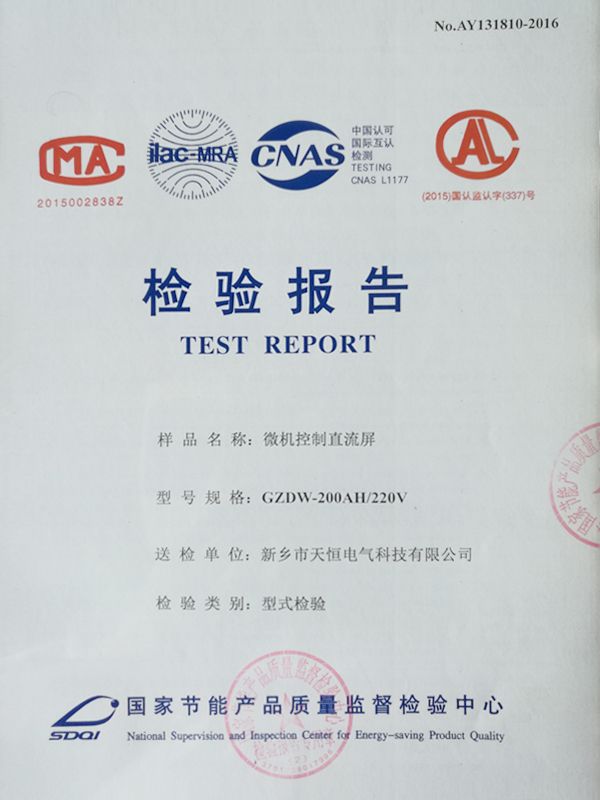 No.AY131810-2016
MA
ilac-MRA
CNAS
中国认可
国际互认
检测
TESTING
CNAS L1177
CAL
2015002838Z
(2015)国认监认字(337)号
检验报告
TEST REPORT
样品名称：微机控制直流屏
型号规格：GZDW-200AH/220V
送检单位：新乡市天恒电气科技有限公司
检验类别：型式检验
SDQI
国家节能产品质量监督检验中心
National Supervision and Inspection Center for Energy-saving Product Quality